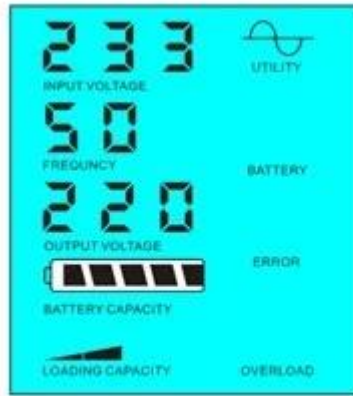 233
INPUT VOLTAGE
UTILITY
50
FREQUNCY
BATTERY
220
OUTPUT VOLTAGE
ERROR
BATTERY CAPACITY
LOADING CAPACITY
OVERLOAD